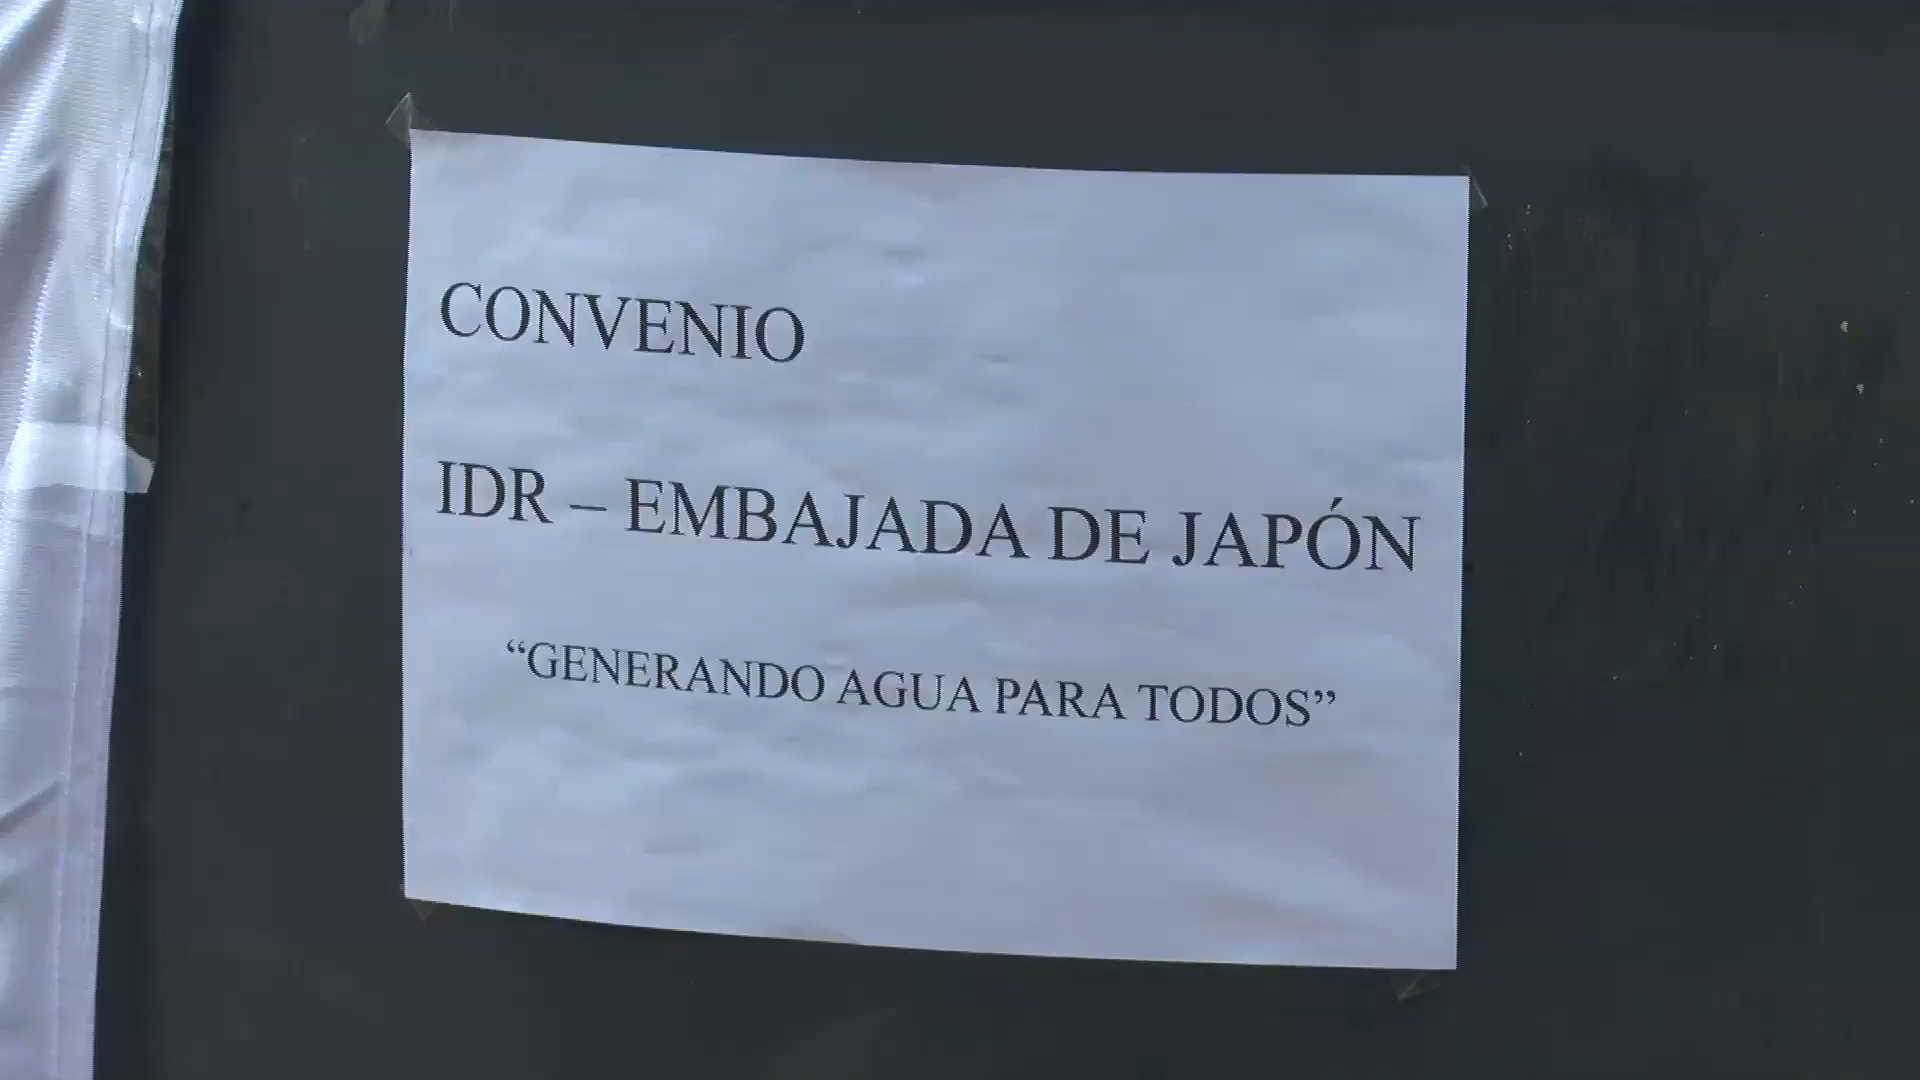 CONVENIO
IDR – EMBAJADA DE JAPÓN
“GENERANDO AGUA PARA TODOS”